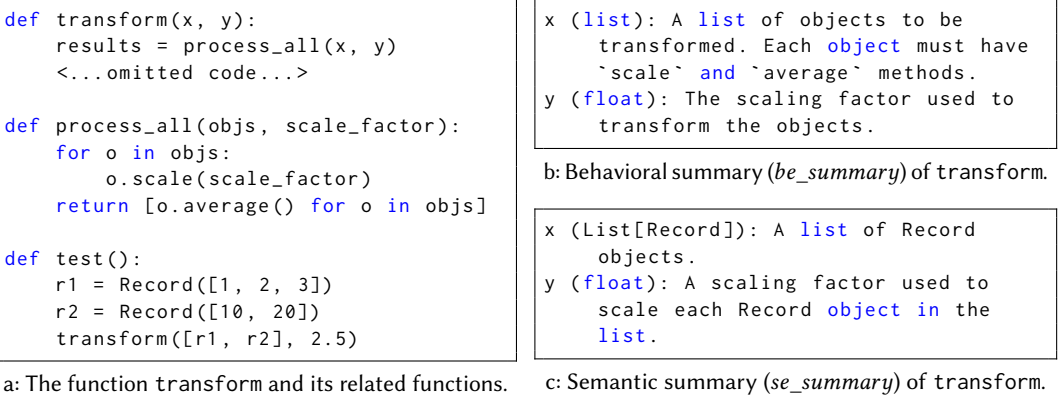 def transform(x, y):
    results = process_all(x, y)
    <...omitted code...>

def process_all(objs, scale_factor):
    for o in objs:
        o.scale(scale_factor)
    return [o.average() for o in objs]

def test():
    r1 = Record([1, 2, 3])
    r2 = Record([10, 20])
    transform([r1, r2], 2.5)

a: The function transform and its related functions.

x (list): A list of objects to be
    transformed. Each object must have
    `scale` and `average` methods.
y (float): The scaling factor used to
    transform the objects.

b: Behavioral summary (be_summary) of transform.

x (List[Record]): A list of Record
    objects.
y (float): A scaling factor used to
    scale each Record object in the
    list.

c: Semantic summary (se_summary) of transform.